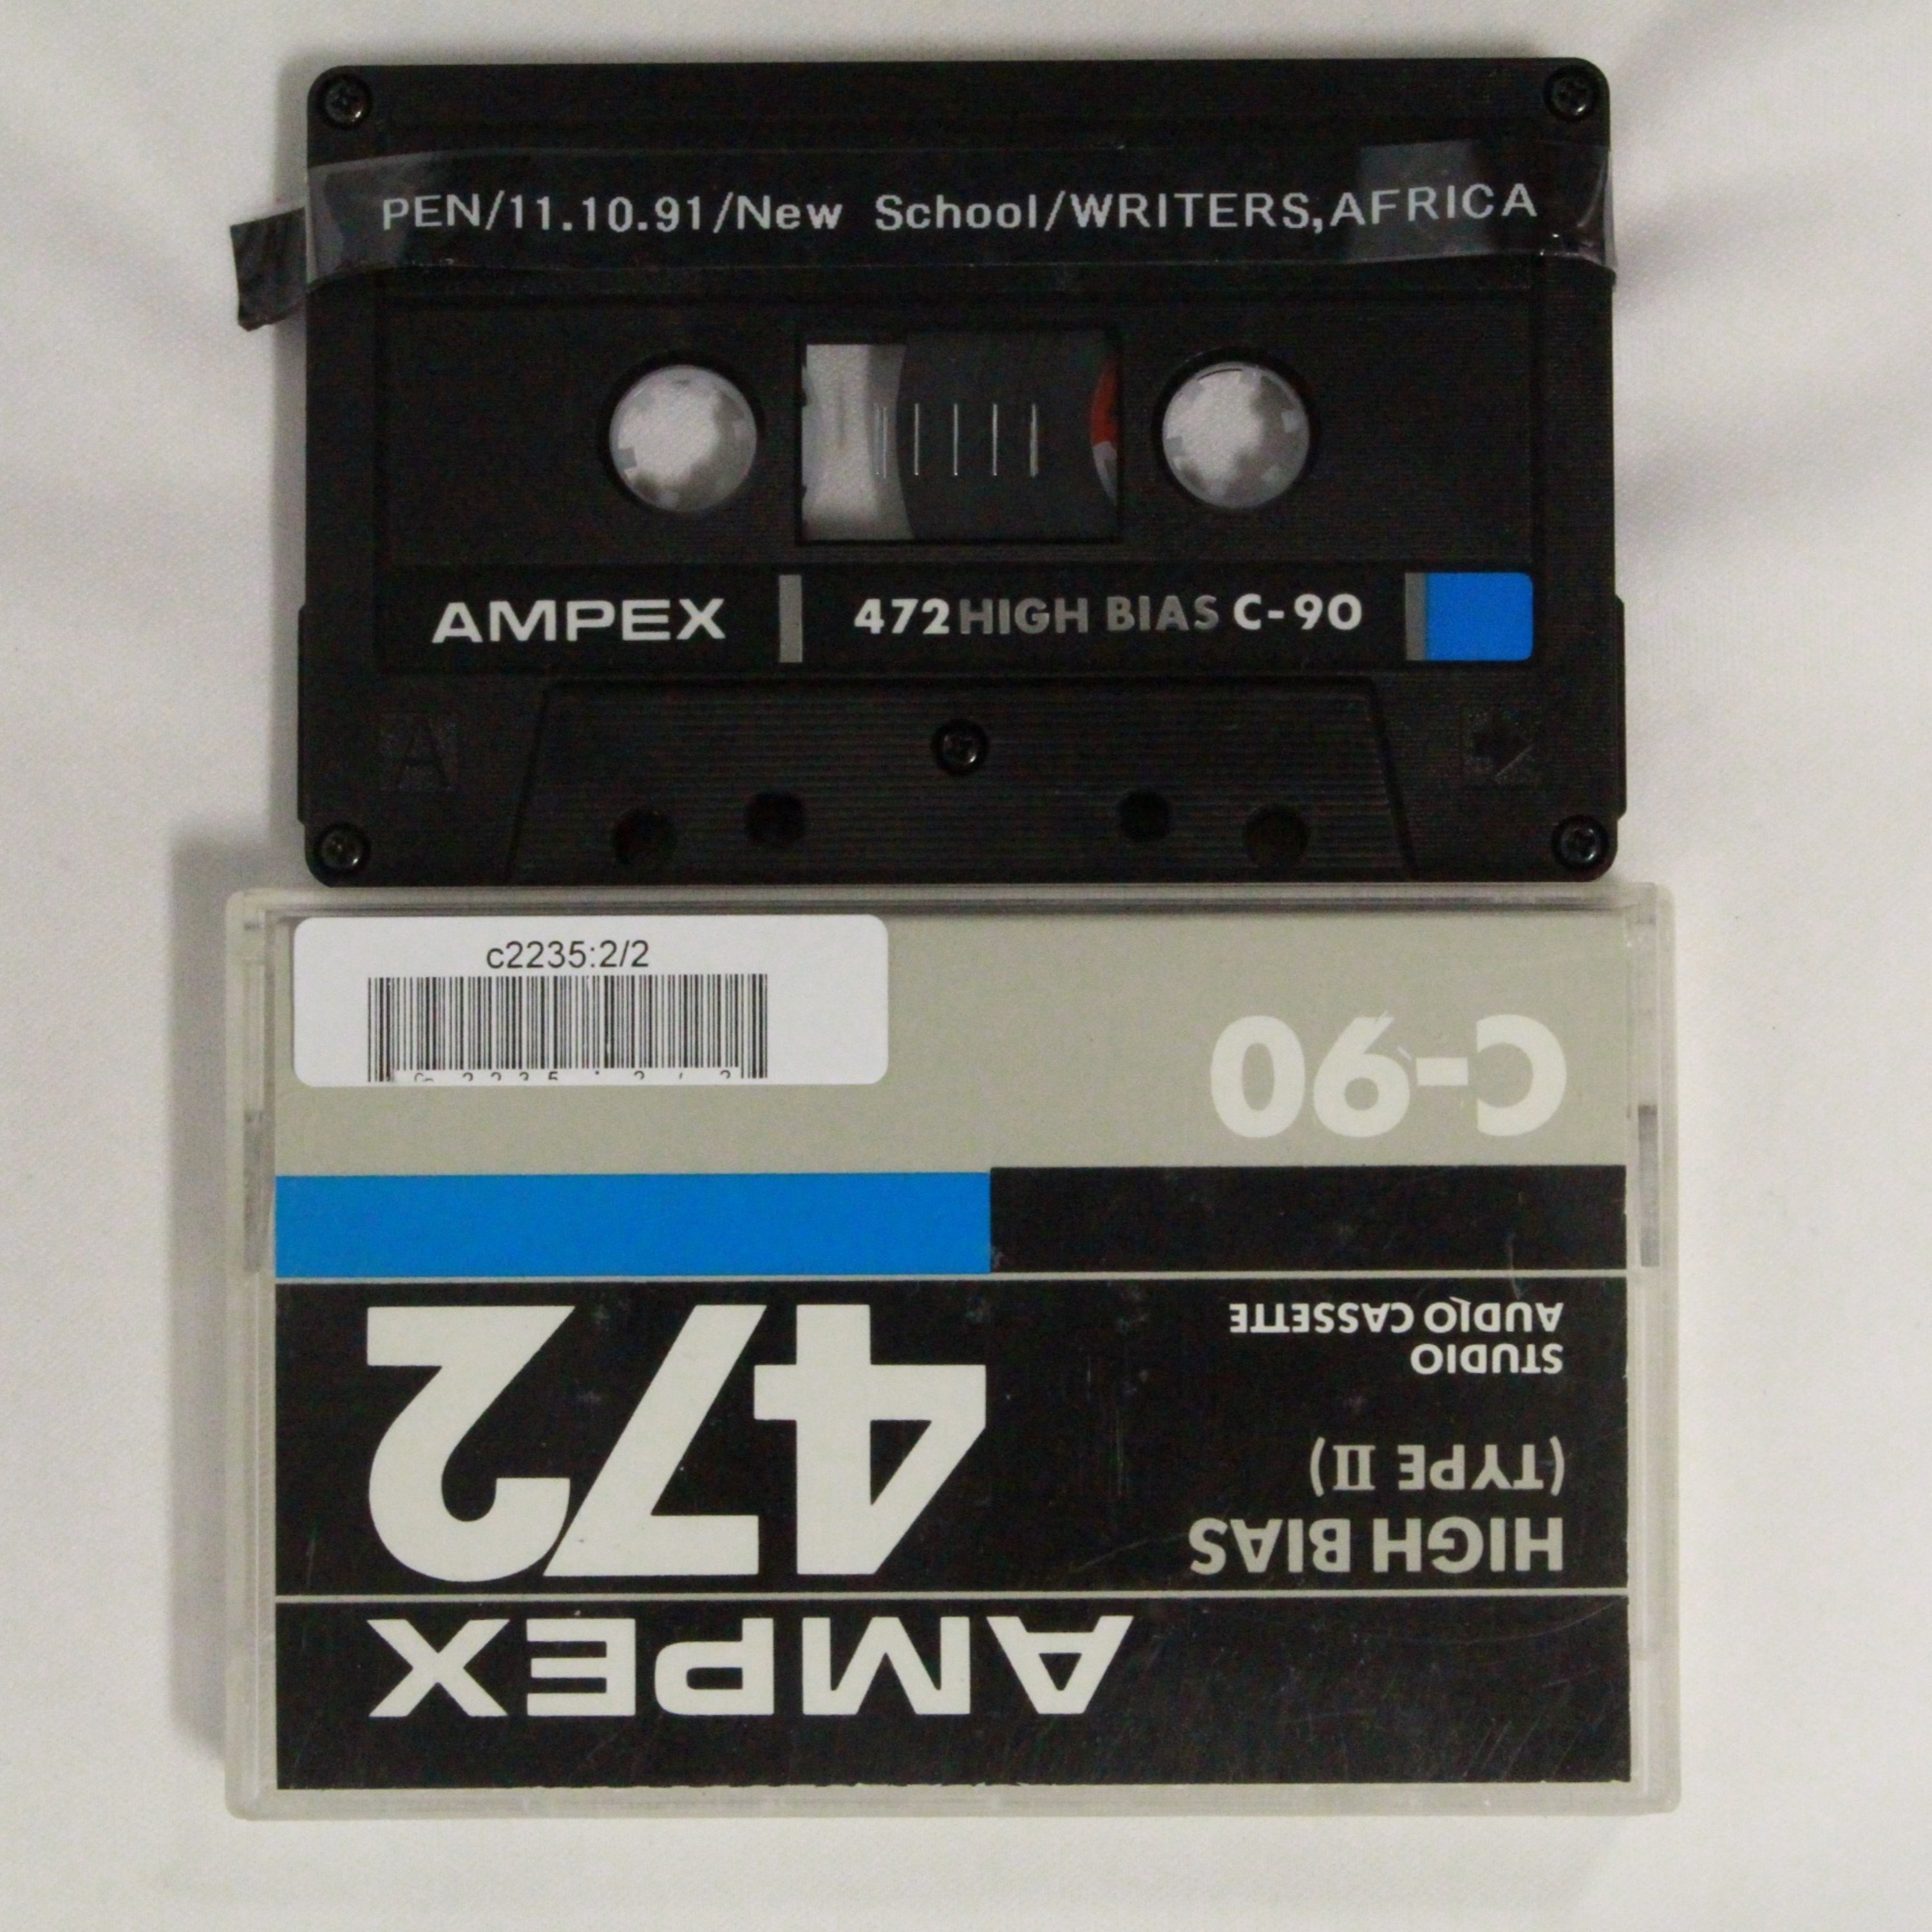 PEN/11.10.91/New School/WRITERS,AFRICA
AMPEX 472 HIGH BIAS C-90
A
c2235:2/2
AMPEX
472
HIGH BIAS
(TYPE II)
STUDIO
AUDIO CASSETTE
C-90